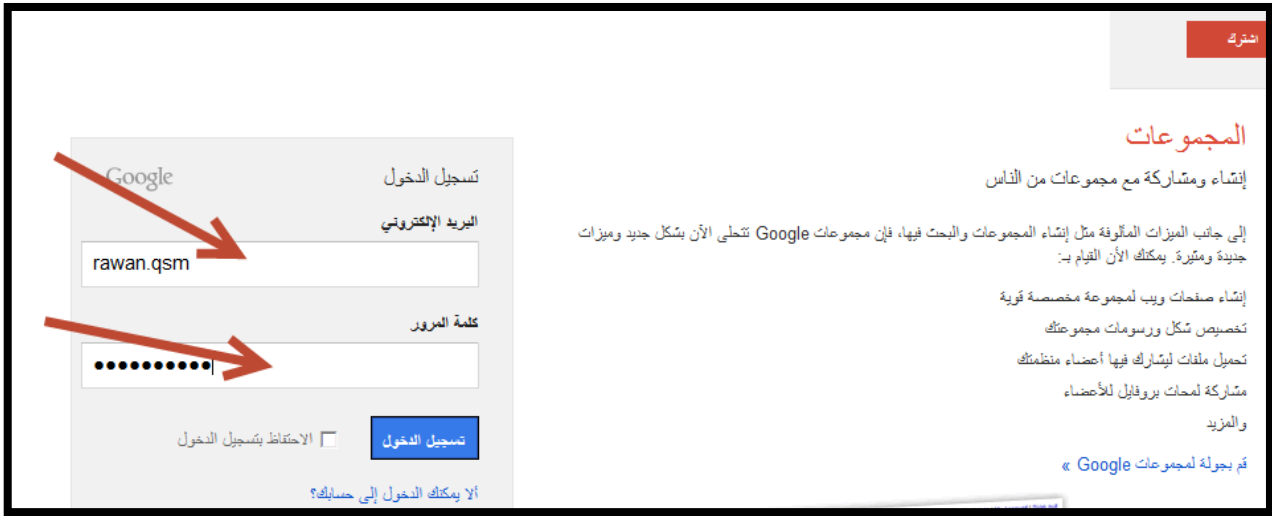 اشترك
المجموعات
إنشاء ومشاركة مع مجموعات من الناس
إلى جانب الميزات المألوفة مثل إنشاء المجموعات والبحث فيها، فإن مجموعات Google تتحلى الآن بشكل جديد وميزات
جديدة ومثيرة. يمكنك الأن القيام بـ:
إنشاء صفحات ويب لمجموعة مخصصة قوية
تخصيص شكل ورسومات مجموعتك
تحميل ملفات ليشارك فيها أعضاء منظمتك
مشاركة لمحات بروفايل للأعضاء
والمزيد
قم بجولة لمجموعات Google »
تسجيل الدخول Google
البريد الإلكتروني
rawan.qsm
كلمة المرور
••••••••••
تسجيل الدخول الاحتفاظ بتسجيل الدخول
ألا يمكنك الدخول إلى حسابك؟